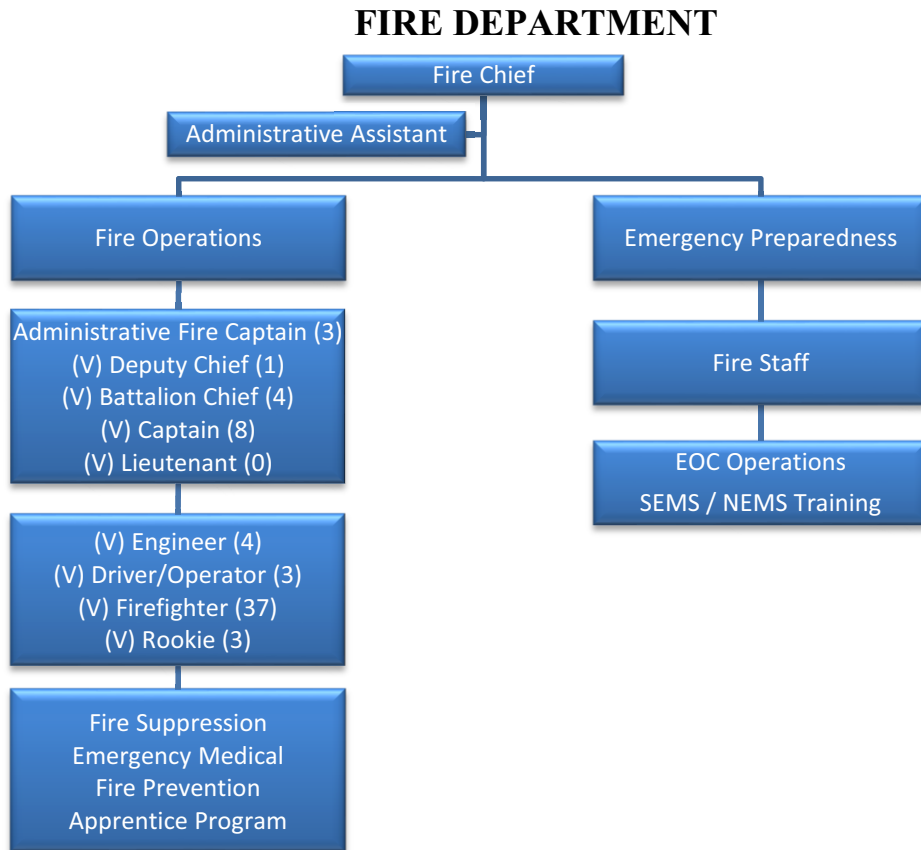 FIRE DEPARTMENT
Fire Chief
Administrative Assistant
Fire Operations
Administrative Fire Captain (3)
(V) Deputy Chief (1)
(V) Battalion Chief (4)
(V) Captain (8)
(V) Lieutenant (0)
(V) Engineer (4)
(V) Driver/Operator (3)
(V) Firefighter (37)
(V) Rookie (3)
Fire Suppression
Emergency Medical
Fire Prevention
Apprentice Program
Emergency Preparedness
Fire Staff
EOC Operations
SEMS / NEMS Training